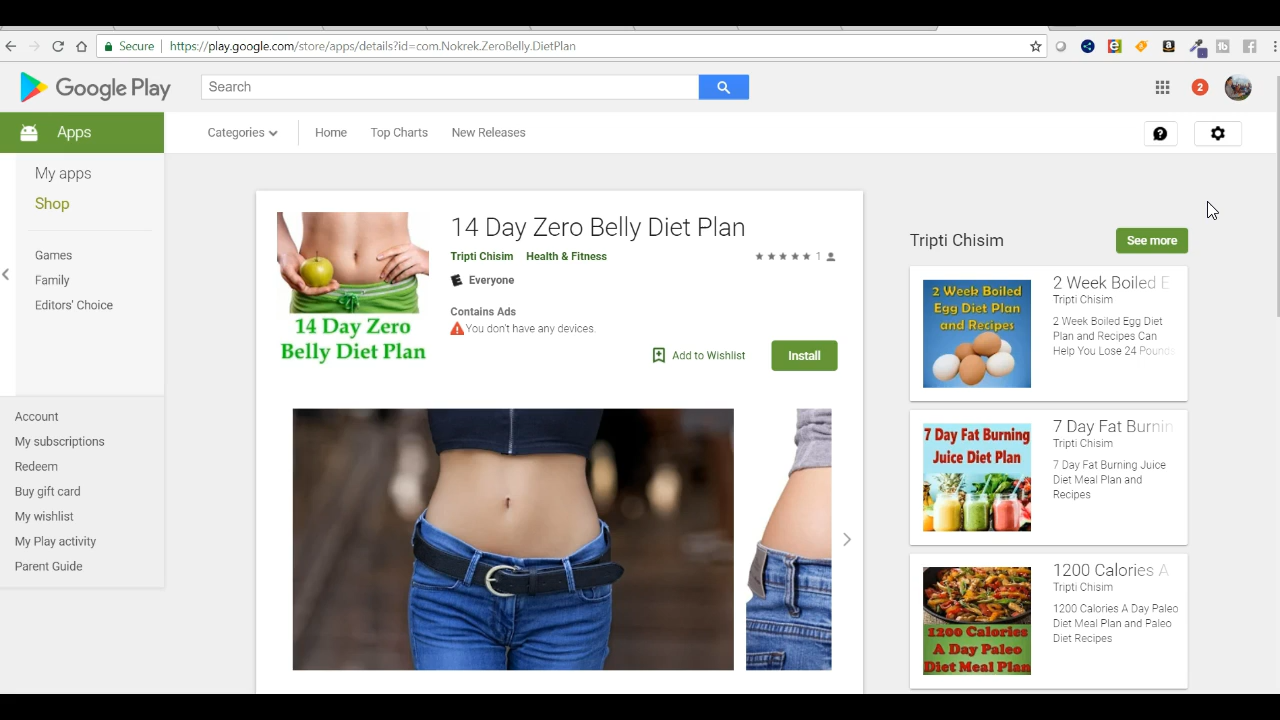 Secure
https://play.google.com/store/apps/details?id=com.Nokrek.ZeroBelly.DietPlan
Google Play
Search
2
Apps
Categories
Home
Top Charts
New Releases
My apps
Shop
Games
Family
Editors' Choice
Account
My subscriptions
Redeem
Buy gift card
My wishlist
My Play activity
Parent Guide
14 Day Zero
Belly Diet Plan
14 Day Zero Belly Diet Plan
Tripti Chisim
Health & Fitness
1
E
Everyone
Contains Ads
You don't have any devices.
Add to Wishlist
Install
Tripti Chisim
See more
2 Week Boiled
Egg Diet Plan
and Recipes
2 Week Boiled E
Tripti Chisim
2 Week Boiled Egg Diet
Plan and Recipes Can
Help You Lose 24 Pounds
7 Day Fat Burning
Juice Diet Plan
7 Day Fat Burnin
Tripti Chisim
7 Day Fat Burning Juice
Diet Meal Plan and
Recipes
1200 Calories
A Day Paleo
Diet Meal Plan
1200 Calories A
Tripti Chisim
1200 Calories A Day Paleo
Diet Meal Plan and Paleo
Diet Recipes